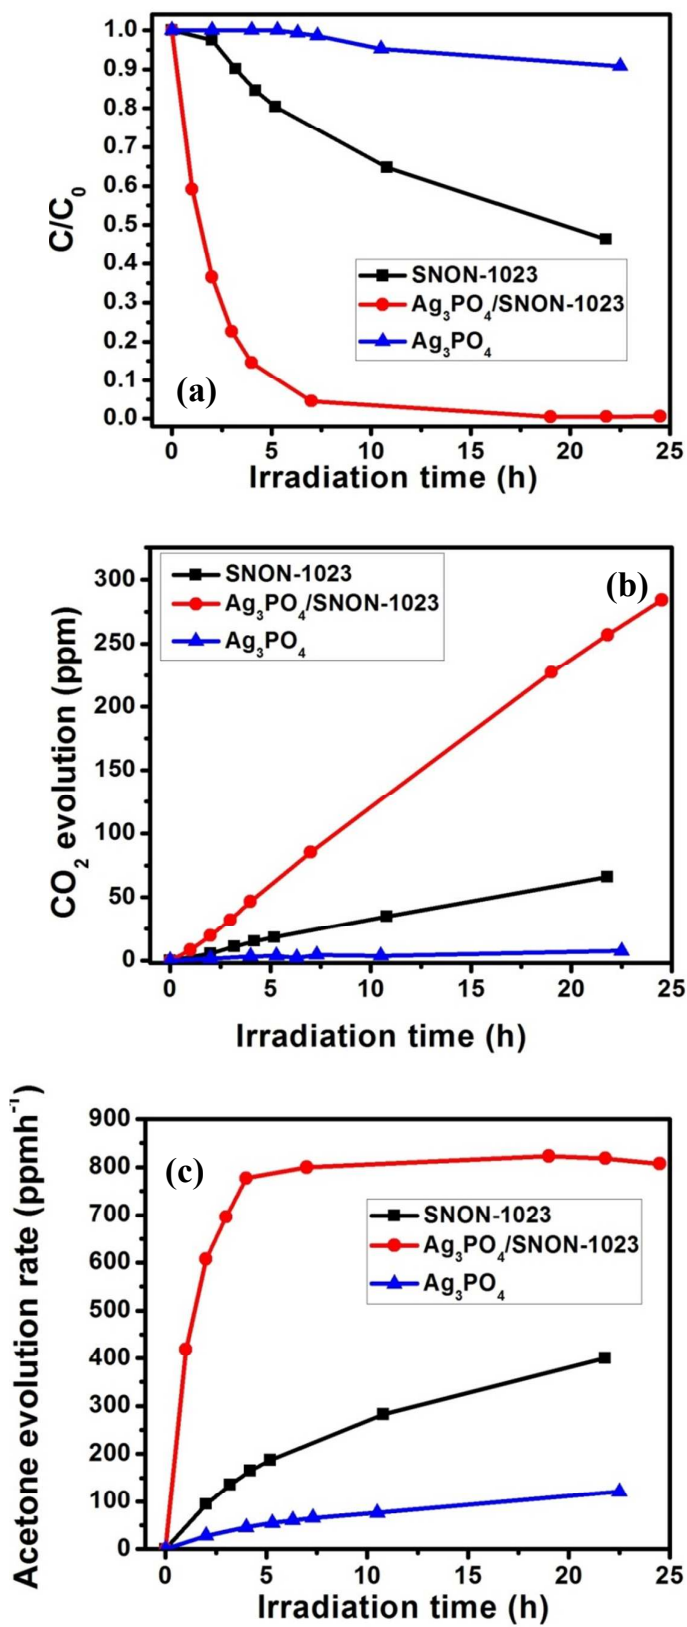 1.0
0.9
0.8
0.7
0.6
0.5
0.4
0.3
0.2
0.1
0.0
C/C₀
SNON-1023
Ag₃PO₄/SNON-1023
Ag₃PO₄
(a)
0 5 10 15 20 25
Irradiation time (h)
300
250
200
150
100
50
0
CO₂ evolution (ppm)
SNON-1023
Ag₃PO₄/SNON-1023
Ag₃PO₄
(b)
0 5 10 15 20 25
Irradiation time (h)
900
800
700
600
500
400
300
200
100
0
Acetone evolution rate (ppmh⁻¹)
(c)
SNON-1023
Ag₃PO₄/SNON-1023
Ag₃PO₄
0 5 10 15 20 25
Irradiation time (h)